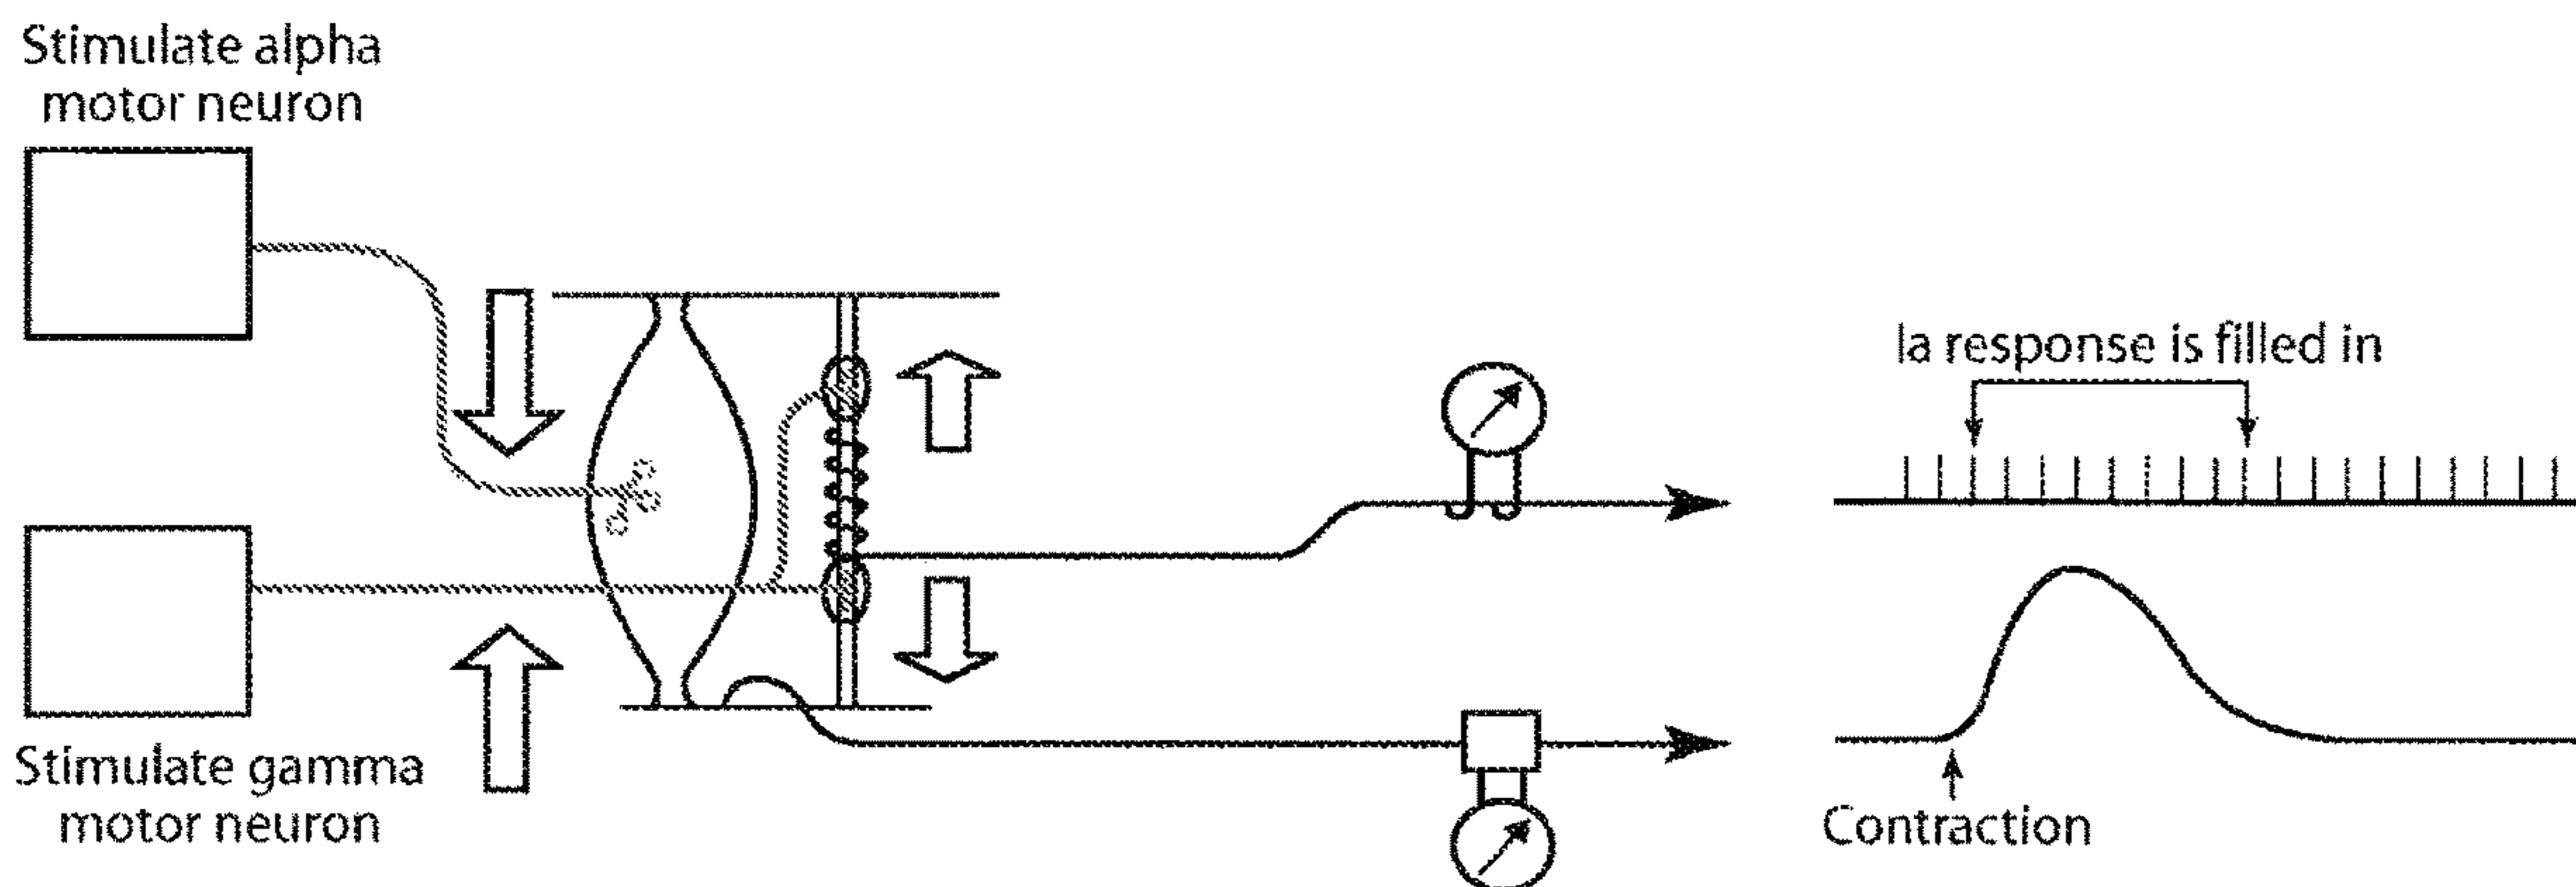 Stimulate alpha
motor neuron
Stimulate gamma
motor neuron
Ia response is filled in
Contraction